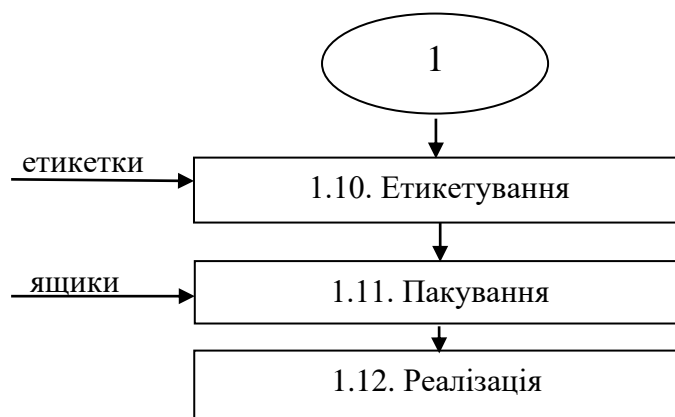 1
етикетки
1.10. Етикетування
ящики
1.11. Пакування
1.12. Реалізація